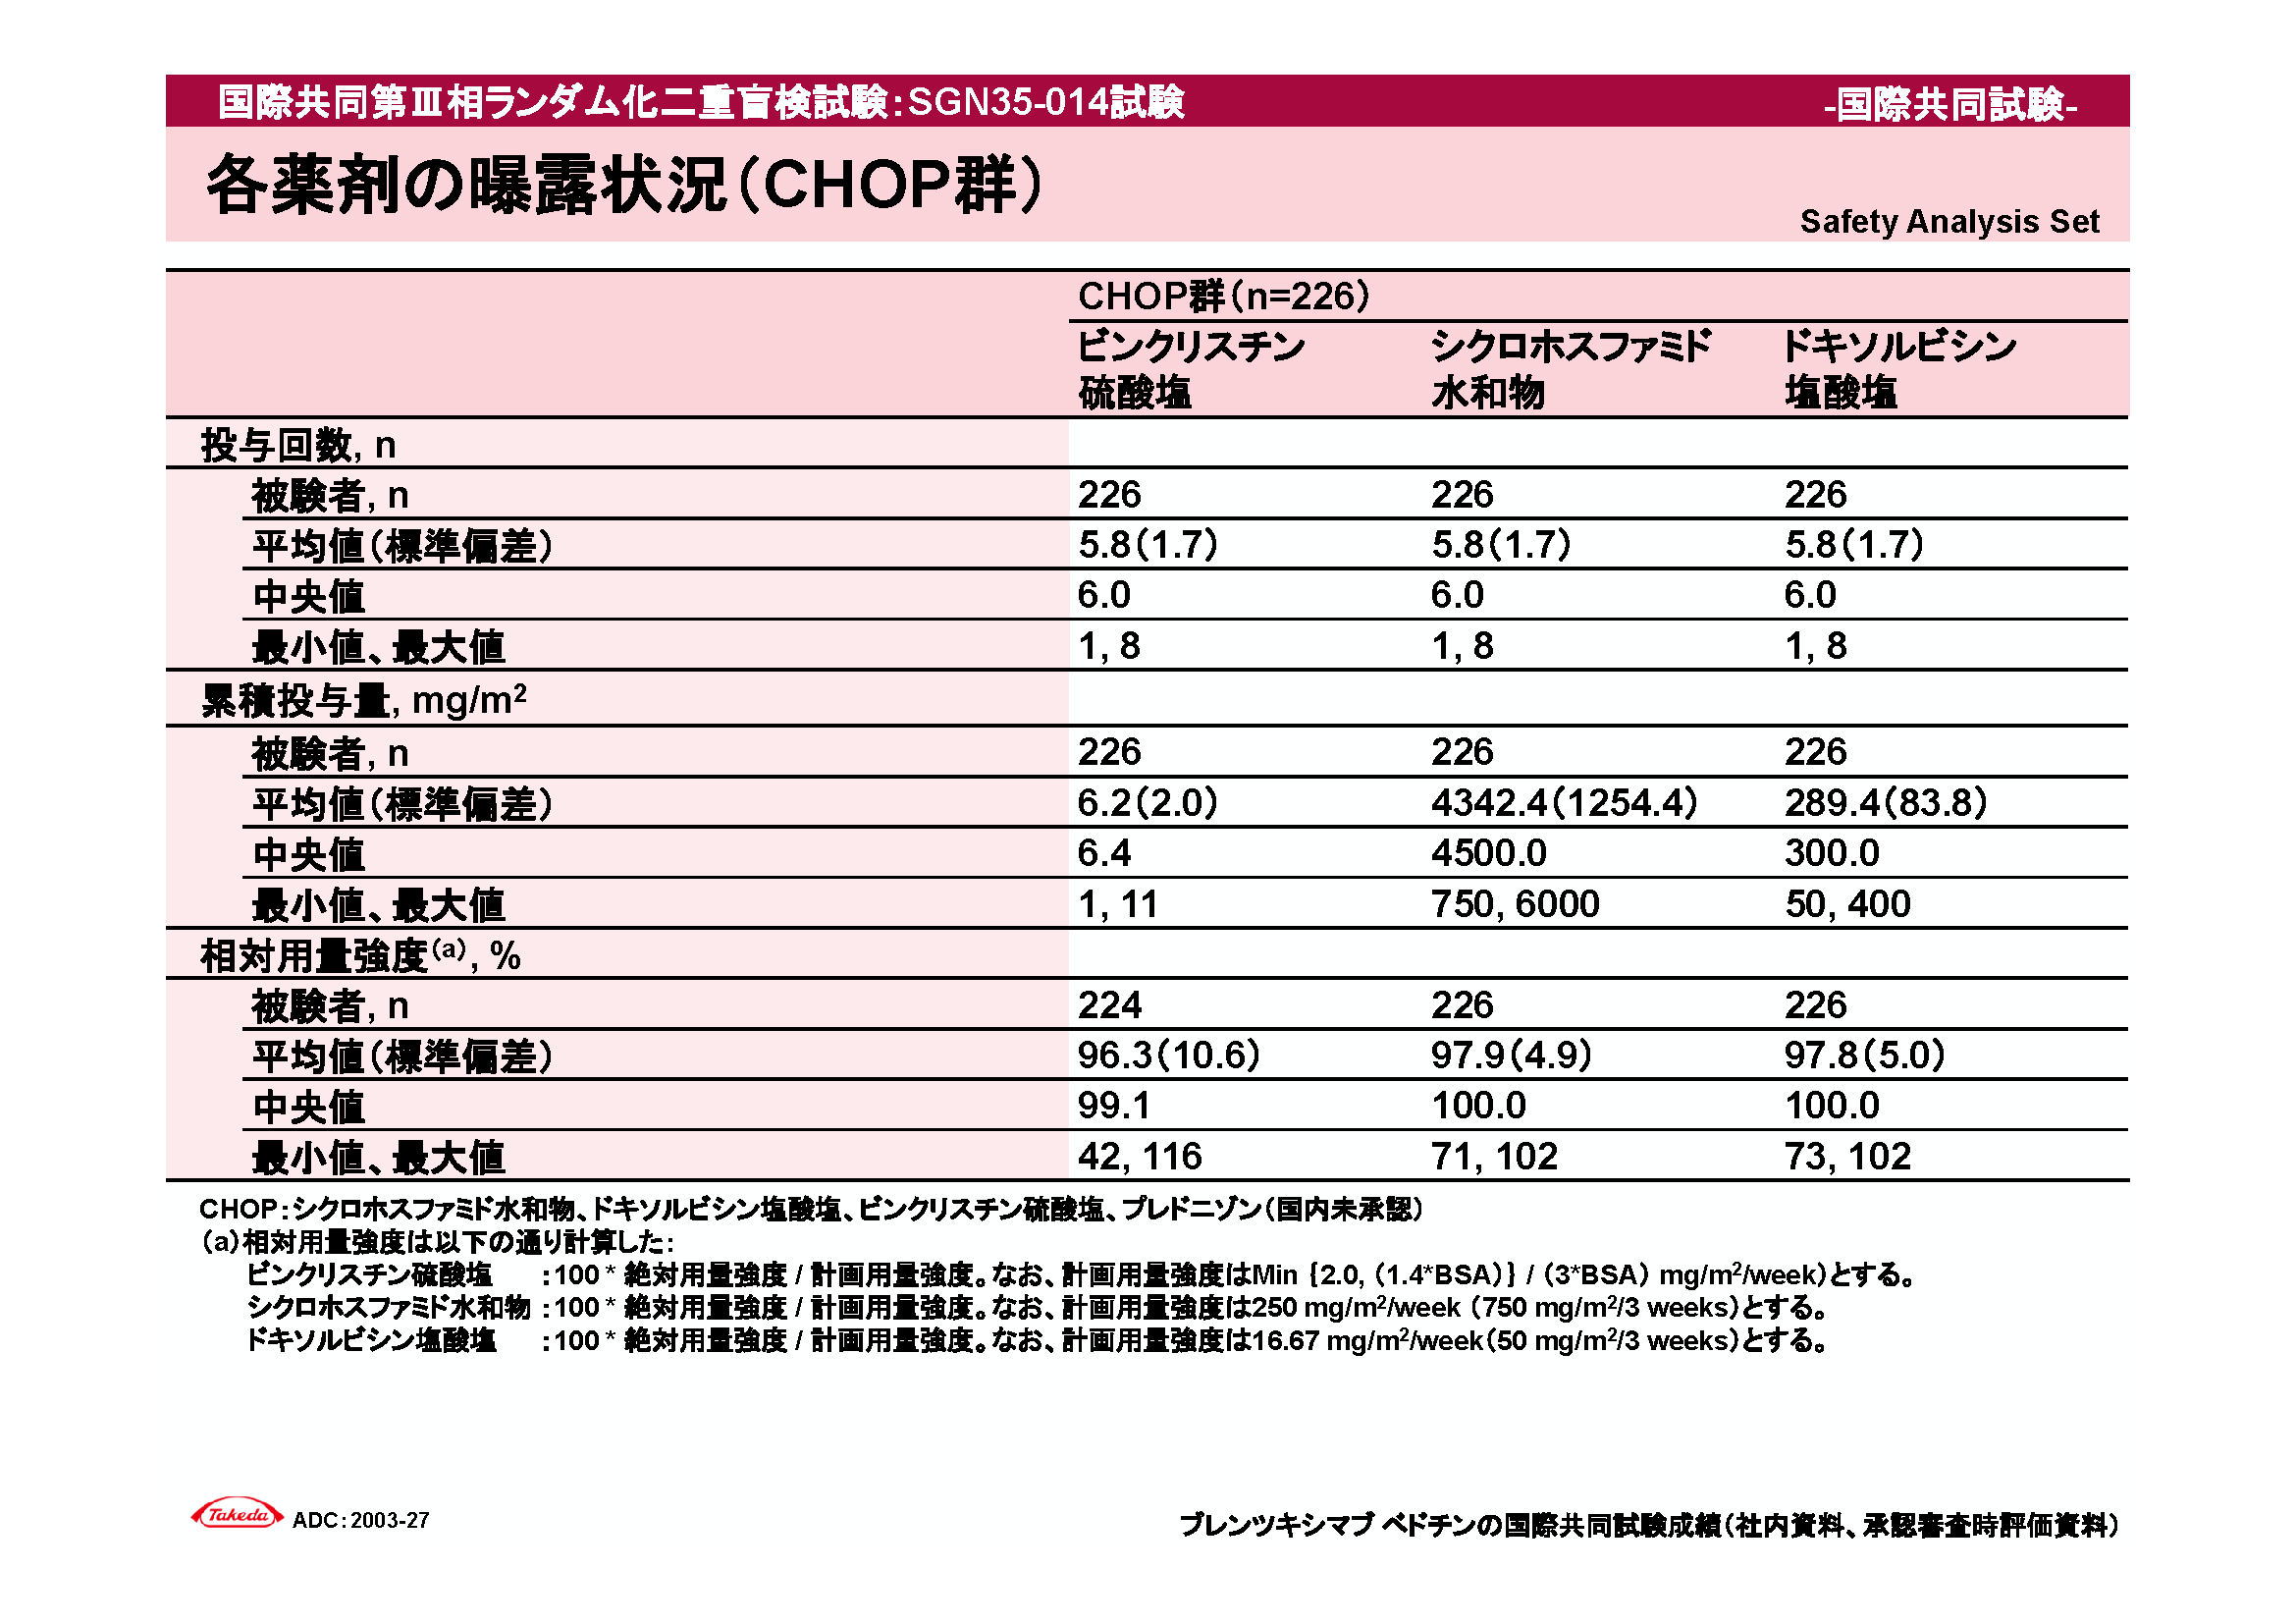 国際共同第Ⅲ相ランダム化二重盲検試験：SGN35-014試験 -国際共同試験-
各薬剤の曝露状況（CHOP群）
Safety Analysis Set
CHOP群（n=226）
ビンクリスチン硫酸塩 シクロホスファミド水和物 ドキソルビシン塩酸塩
投与回数, n
被験者, n 226 226 226
平均値（標準偏差） 5.8（1.7） 5.8（1.7） 5.8（1.7）
中央値 6.0 6.0 6.0
最小値、最大値 1, 8 1, 8 1, 8
累積投与量, mg/m²
被験者, n 226 226 226
平均値（標準偏差） 6.2（2.0） 4342.4（1254.4） 289.4（83.8）
中央値 6.4 4500.0 300.0
最小値、最大値 1, 11 750, 6000 50, 400
相対用量強度（a）, %
被験者, n 224 226 226
平均値（標準偏差） 96.3（10.6） 97.9（4.9） 97.8（5.0）
中央値 99.1 100.0 100.0
最小値、最大値 42, 116 71, 102 73, 102
CHOP：シクロホスファミド水和物、ドキソルビシン塩酸塩、ビンクリスチン硫酸塩、プレドニゾン（国内未承認）
（a）相対用量強度は以下の通り計算した：
ビンクリスチン硫酸塩 ：100 * 絶対用量強度 / 計画用量強度。なお、計画用量強度はMin｛2.0,（1.4*BSA）｝/（3*BSA） mg/m²/week）とする。
シクロホスファミド水和物 ：100 * 絶対用量強度 / 計画用量強度。なお、計画用量強度は250 mg/m²/week（750 mg/m²/3 weeks）とする。
ドキソルビシン塩酸塩 ：100 * 絶対用量強度 / 計画用量強度。なお、計画用量強度は16.67 mg/m²/week（50 mg/m²/3 weeks）とする。
Takeda ADC：2003-27
ブレンツキシマブ ベドチンの国際共同試験成績（社内資料、承認審査時評価資料）